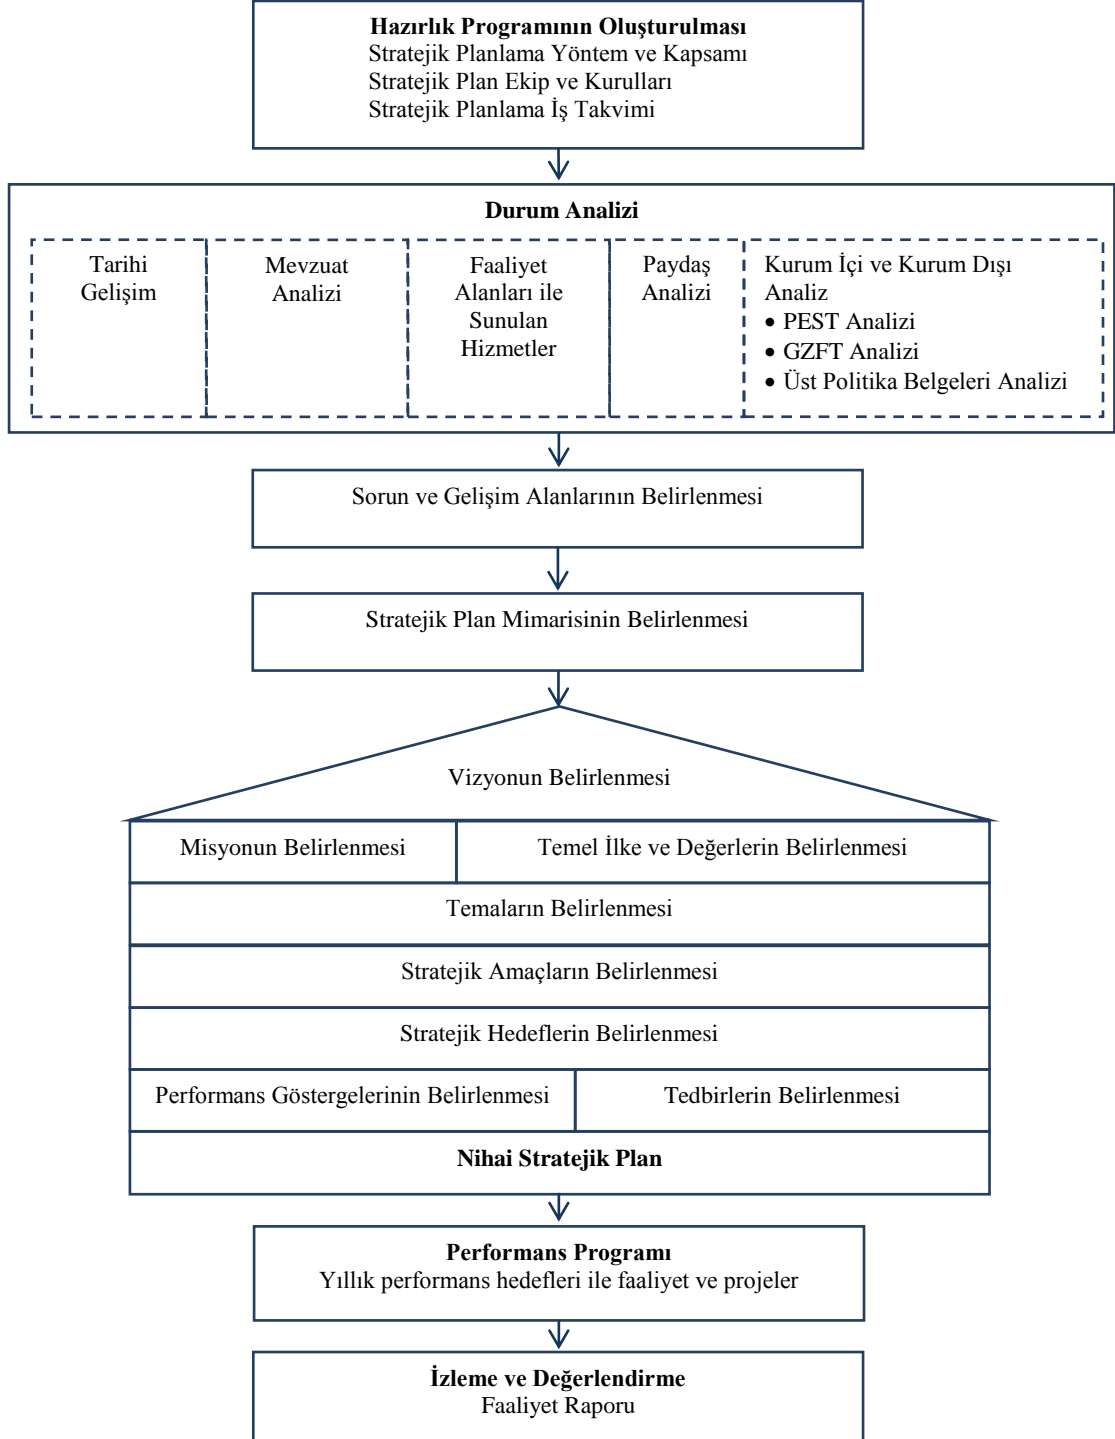 Hazırlık Programının Oluşturulması
Stratejik Planlama Yöntem ve Kapsamı
Stratejik Plan Ekip ve Kurulları
Stratejik Planlama İş Takvimi
Durum Analizi
Tarihi
Gelişim
Mevzuat
Analizi
Faaliyet
Alanları ile
Sunulan
Hizmetler
Paydaş
Analizi
Kurum İçi ve Kurum Dışı
Analiz
• PEST Analizi
• GZFT Analizi
• Üst Politika Belgeleri Analizi
Sorun ve Gelişim Alanlarının Belirlenmesi
Stratejik Plan Mimarisinin Belirlenmesi
Vizyonun Belirlenmesi
Misyonun Belirlenmesi
Temel İlke ve Değerlerin Belirlenmesi
Temaların Belirlenmesi
Stratejik Amaçların Belirlenmesi
Stratejik Hedeflerin Belirlenmesi
Performans Göstergelerinin Belirlenmesi
Tedbirlerin Belirlenmesi
Nihai Stratejik Plan
Performans Programı
Yıllık performans hedefleri ile faaliyet ve projeler
İzleme ve Değerlendirme
Faaliyet Raporu